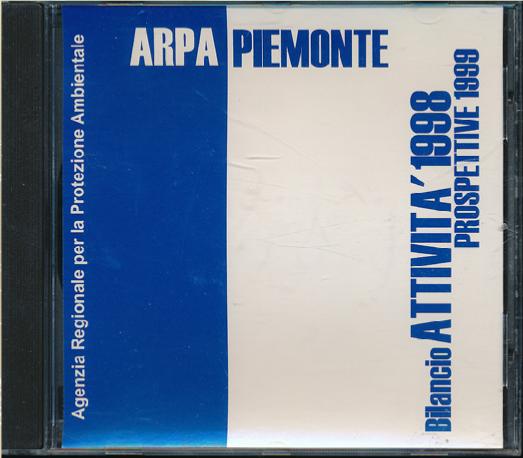 ARPA PIEMONTE
Agenzia Regionale per la Protezione Ambientale
Bilancio ATTIVITA' 1998
PROSPETTIVE 1999